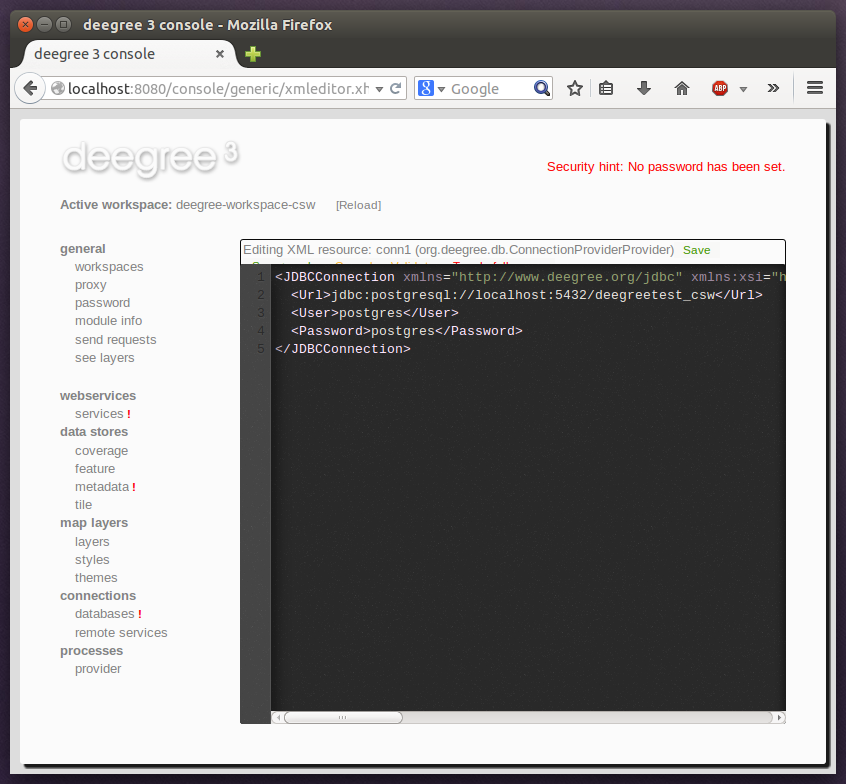 deegree 3 console - Mozilla Firefox
deegree 3 console
localhost:8080/console/generic/xmleditor.xh
8 Google
ABP
deegree 3
Security hint: No password has been set.
Active workspace: deegree-workspace-csw [Reload]
general
workspaces
proxy
password
module info
send requests
see layers
webservices
services !
data stores
coverage
feature
metadata !
tile
map layers
layers
styles
themes
connections
databases !
remote services
processes
provider
Editing XML resource: conn1 (org.deegree.db.ConnectionProviderProvider) Save
1 <JDBCConnection xmlns="http://www.deegree.org/jdbc" xmlns:xsi="h
2 <Url>jdbc:postgresql://localhost:5432/deegreetest_csw</Url>
3 <User>postgres</User>
4 <Password>postgres</Password>
5 </JDBCConnection>